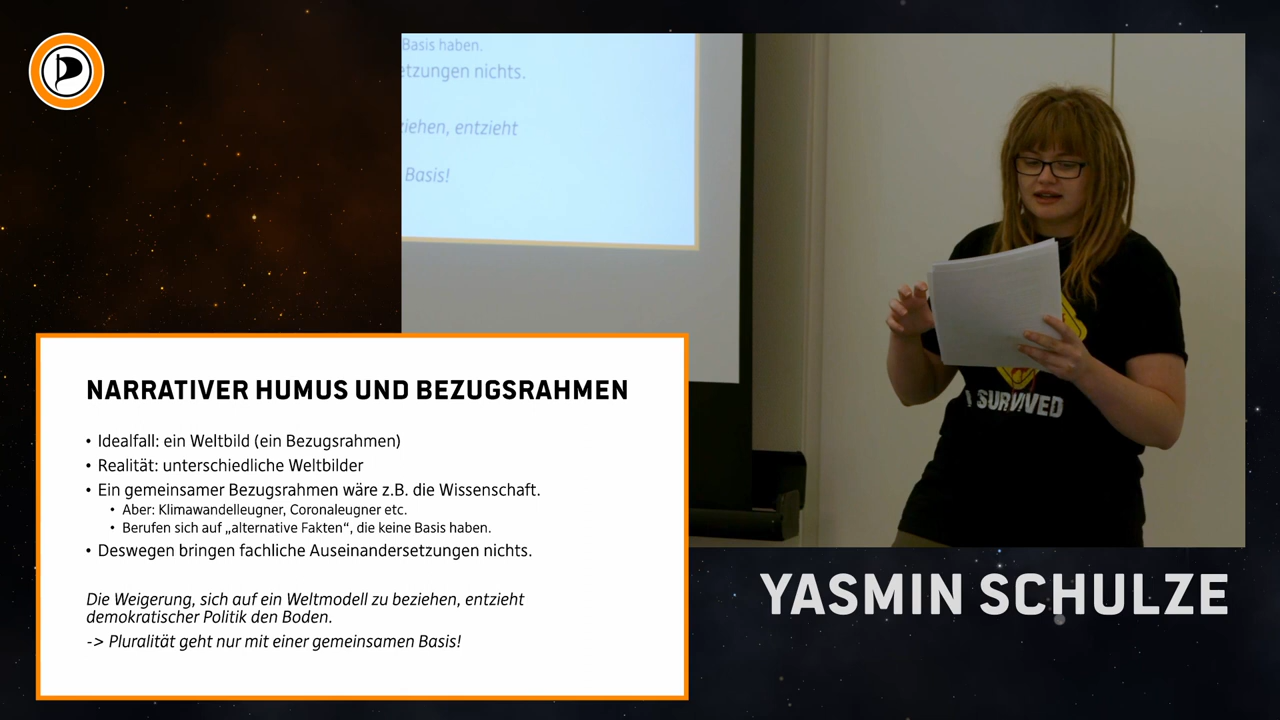 Basis haben.
etzungen nichts.
iehen, entzieht
Basis!
I SURVIVED
NARRATIVER HUMUS UND BEZUGSRAHMEN
• Idealfall: ein Weltbild (ein Bezugsrahmen)
• Realität: unterschiedliche Weltbilder
• Ein gemeinsamer Bezugsrahmen wäre z.B. die Wissenschaft.
• Aber: Klimawandelleugner, Coronaleugner etc.
• Berufen sich auf „alternative Fakten“, die keine Basis haben.
• Deswegen bringen fachliche Auseinandersetzungen nichts.
Die Weigerung, sich auf ein Weltmodell zu beziehen, entzieht
demokratischer Politik den Boden.
-> Pluralität geht nur mit einer gemeinsamen Basis!
YASMIN SCHULZE